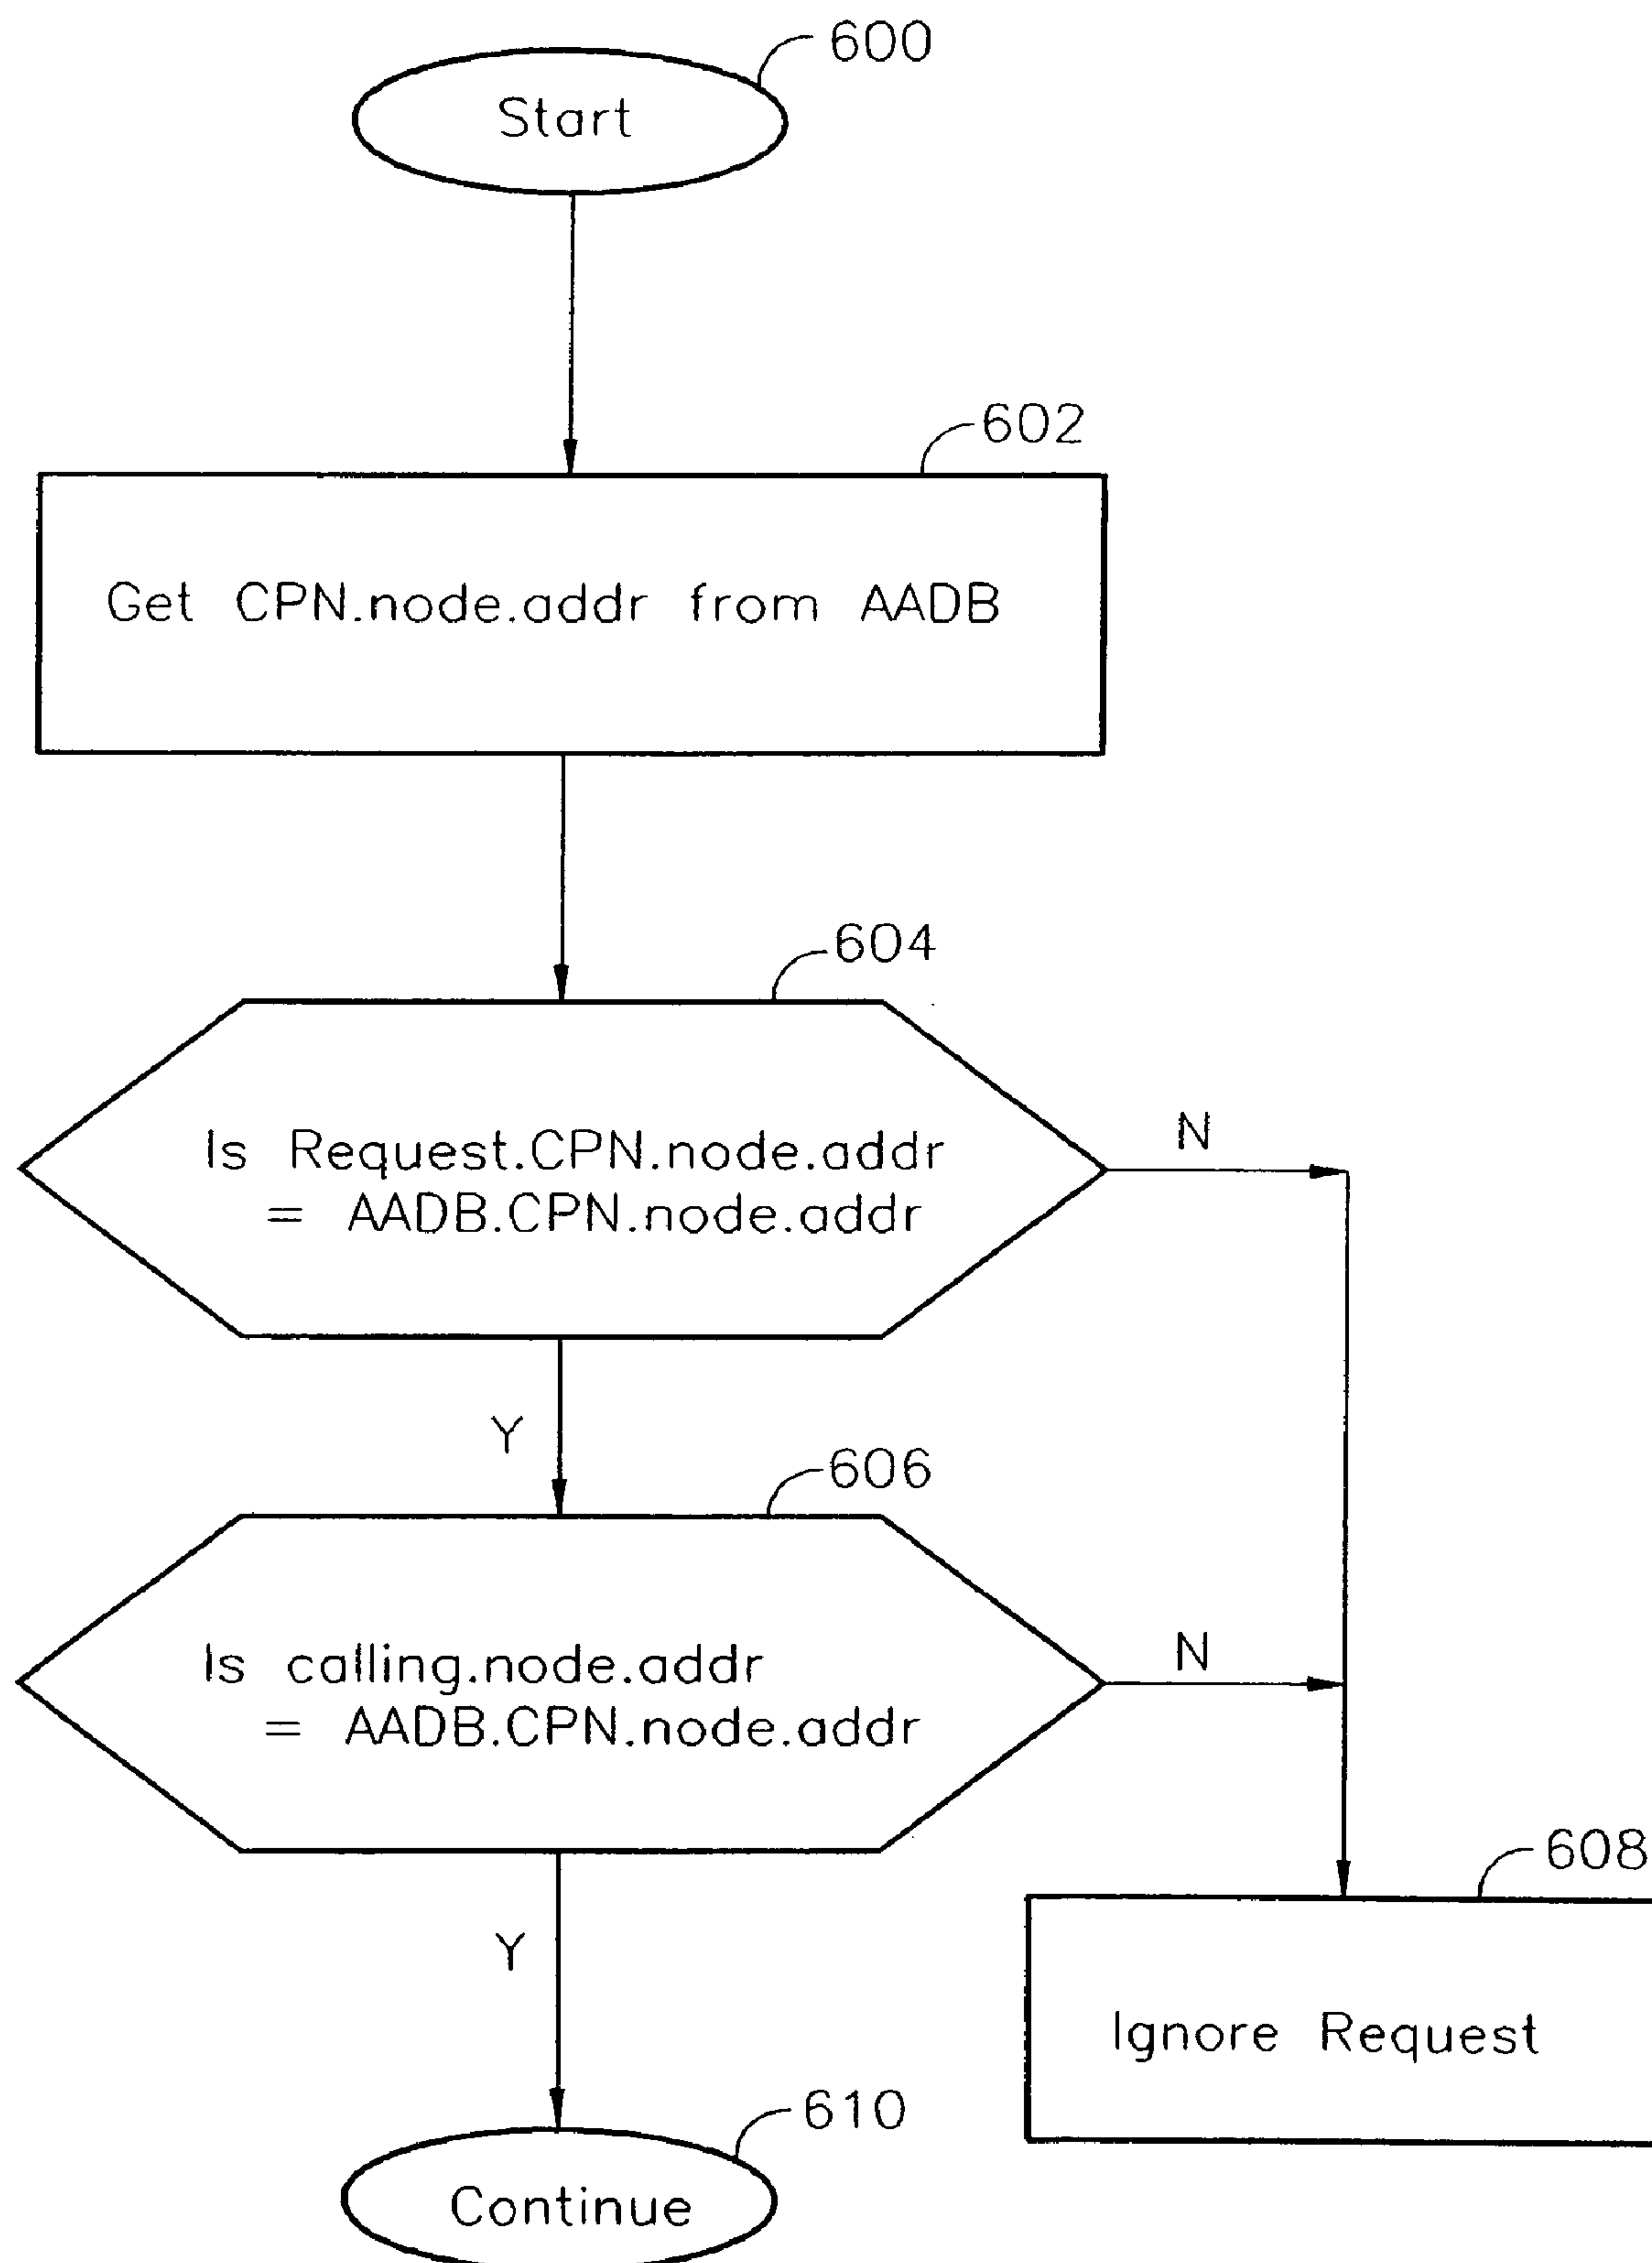 600
Start
602
Get CPN.node.addr from AADB
604
Is Request.CPN.node.addr
= AADB.CPN.node.addr
N
Y
606
Is calling.node.addr
= AADB.CPN.node.addr
N
Y
608
Ignore Request
610
Continue